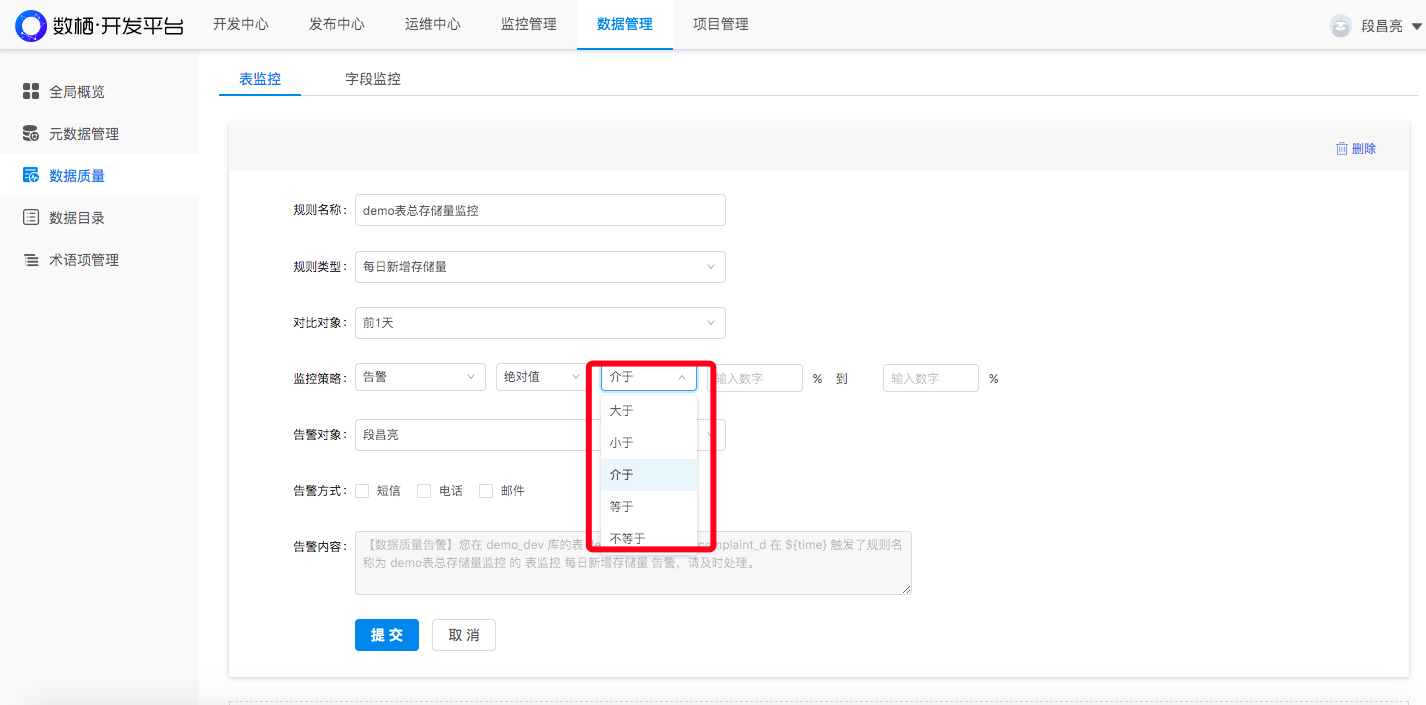 数栖·开发平台 开发中心 发布中心 运维中心 监控管理 数据管理 项目管理 段昌亮
全局概览
元数据管理
数据质量
数据目录
术语项管理
表监控 字段监控
删除
规则名称： demo表总存储量监控
规则类型： 每日新增存储量
对比对象： 前1天
监控策略： 告警 绝对值 介于 输入数字 % 到 输入数字 %
大于
小于
介于
等于
不等于
告警对象： 段昌亮
告警方式： 短信 电话 邮件
告警内容： 【数据质量告警】您在 demo_dev 库的表 complaint_d 在 ${time} 触发了规则名
称为 demo表总存储量监控 的 表监控 每日新增存储量 告警，请及时处理。
提 交 取 消